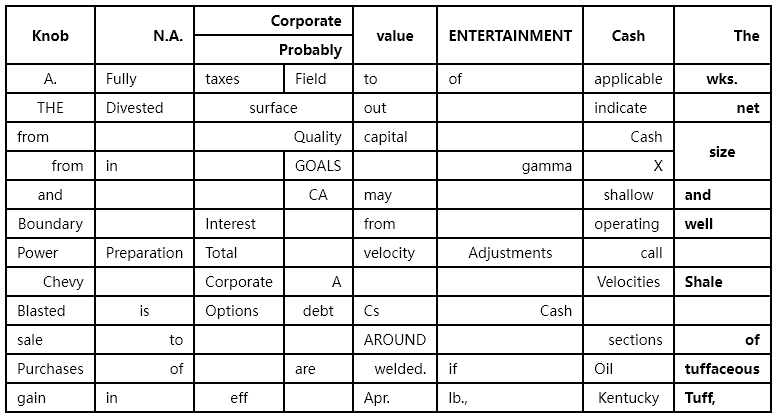 Knob N.A. Corporate value ENTERTAINMENT Cash The
Probably
A. Fully taxes Field to of applicable wks.
THE Divested surface out indicate net
from Quality capital Cash size
from in GOALS gamma X
and CA may shallow and
Boundary Interest from operating well
Power Preparation Total velocity Adjustments call
Chevy Corporate A Velocities Shale
Blasted is Options debt Cs Cash
sale to AROUND sections of
Purchases of are welded. if Oil tuffaceous
gain in eff Apr. lb., Kentucky Tuff,